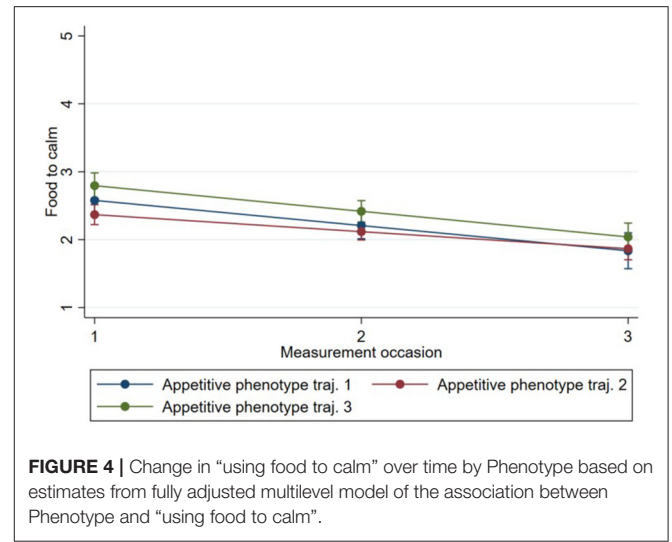 5
4
3
2
1
Food to calm
1 2 3
Measurement occasion
Appetitive phenotype traj. 1 Appetitive phenotype traj. 2
Appetitive phenotype traj. 3
FIGURE 4 | Change in “using food to calm” over time by Phenotype based on
estimates from fully adjusted multilevel model of the association between
Phenotype and “using food to calm”.